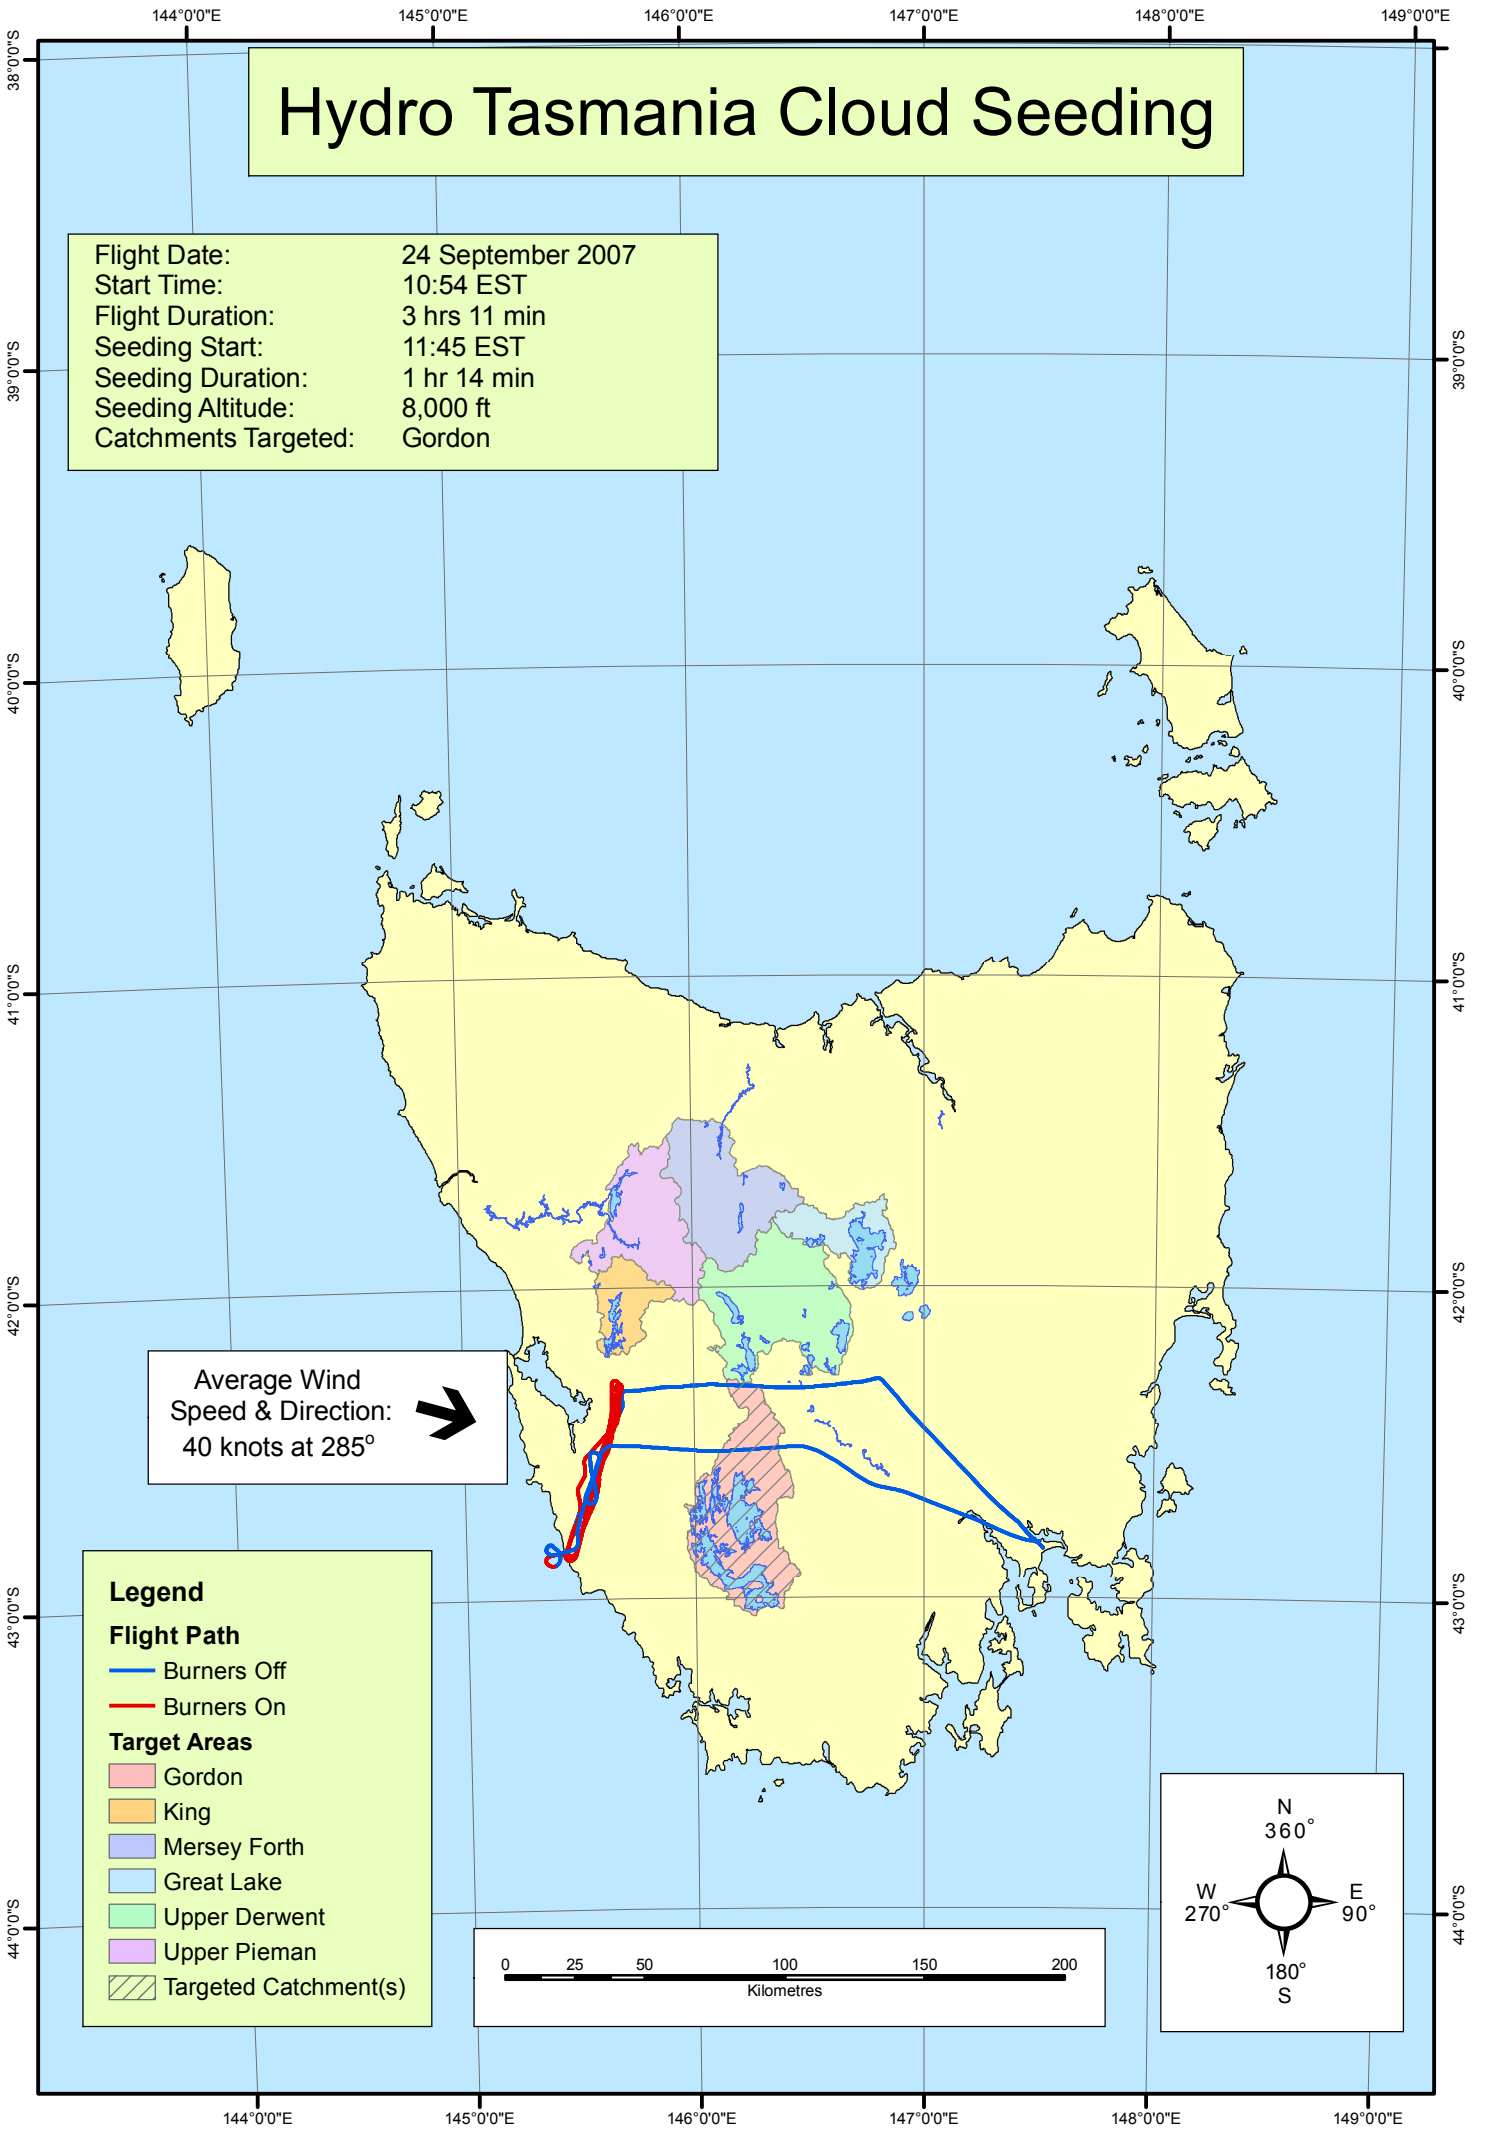 144°0'0"E 145°0'0"E 146°0'0"E 147°0'0"E 148°0'0"E 149°0'0"E
Hydro Tasmania Cloud Seeding
Flight Date: 24 September 2007
Start Time: 10:54 EST
Flight Duration: 3 hrs 11 min
Seeding Start: 11:45 EST
Seeding Duration: 1 hr 14 min
Seeding Altitude: 8,000 ft
Catchments Targeted: Gordon
38°0'0"S
39°0'0"S 39°0'0"S
40°0'0"S 40°0'0"S
41°0'0"S 41°0'0"S
42°0'0"S 42°0'0"S
43°0'0"S 43°0'0"S
44°0'0"S 44°0'0"S
Average Wind
Speed & Direction:
40 knots at 285°
Legend
Flight Path
Burners Off
Burners On
Target Areas
Gordon
King
Mersey Forth
Great Lake
Upper Derwent
Upper Pieman
Targeted Catchment(s)
0 25 50 100 150 200
Kilometres
N
360°
W E
270° 90°
180°
S
144°0'0"E 145°0'0"E 146°0'0"E 147°0'0"E 148°0'0"E 149°0'0"E